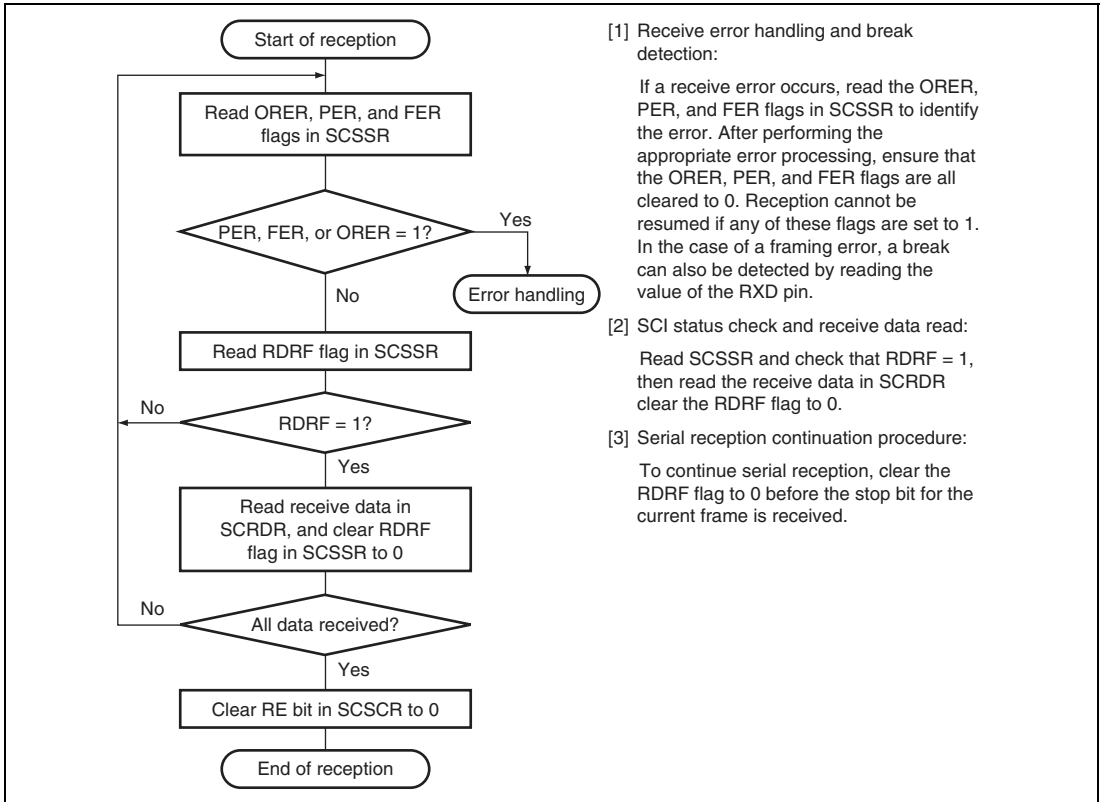 Start of reception
Read ORER, PER, and FER
flags in SCSSR
PER, FER, or ORER = 1?
Yes
Error handling
No
Read RDRF flag in SCSSR
No
RDRF = 1?
Yes
Read receive data in
SCRDR, and clear RDRF
flag in SCSSR to 0
No
All data received?
Yes
Clear RE bit in SCSCR to 0
End of reception
[1] Receive error handling and break
detection:
If a receive error occurs, read the ORER,
PER, and FER flags in SCSSR to identify
the error. After performing the
appropriate error processing, ensure that
the ORER, PER, and FER flags are all
cleared to 0. Reception cannot be
resumed if any of these flags are set to 1.
In the case of a framing error, a break
can also be detected by reading the
value of the RXD pin.
[2] SCI status check and receive data read:
Read SCSSR and check that RDRF = 1,
then read the receive data in SCRDR
clear the RDRF flag to 0.
[3] Serial reception continuation procedure:
To continue serial reception, clear the
RDRF flag to 0 before the stop bit for the
current frame is received.